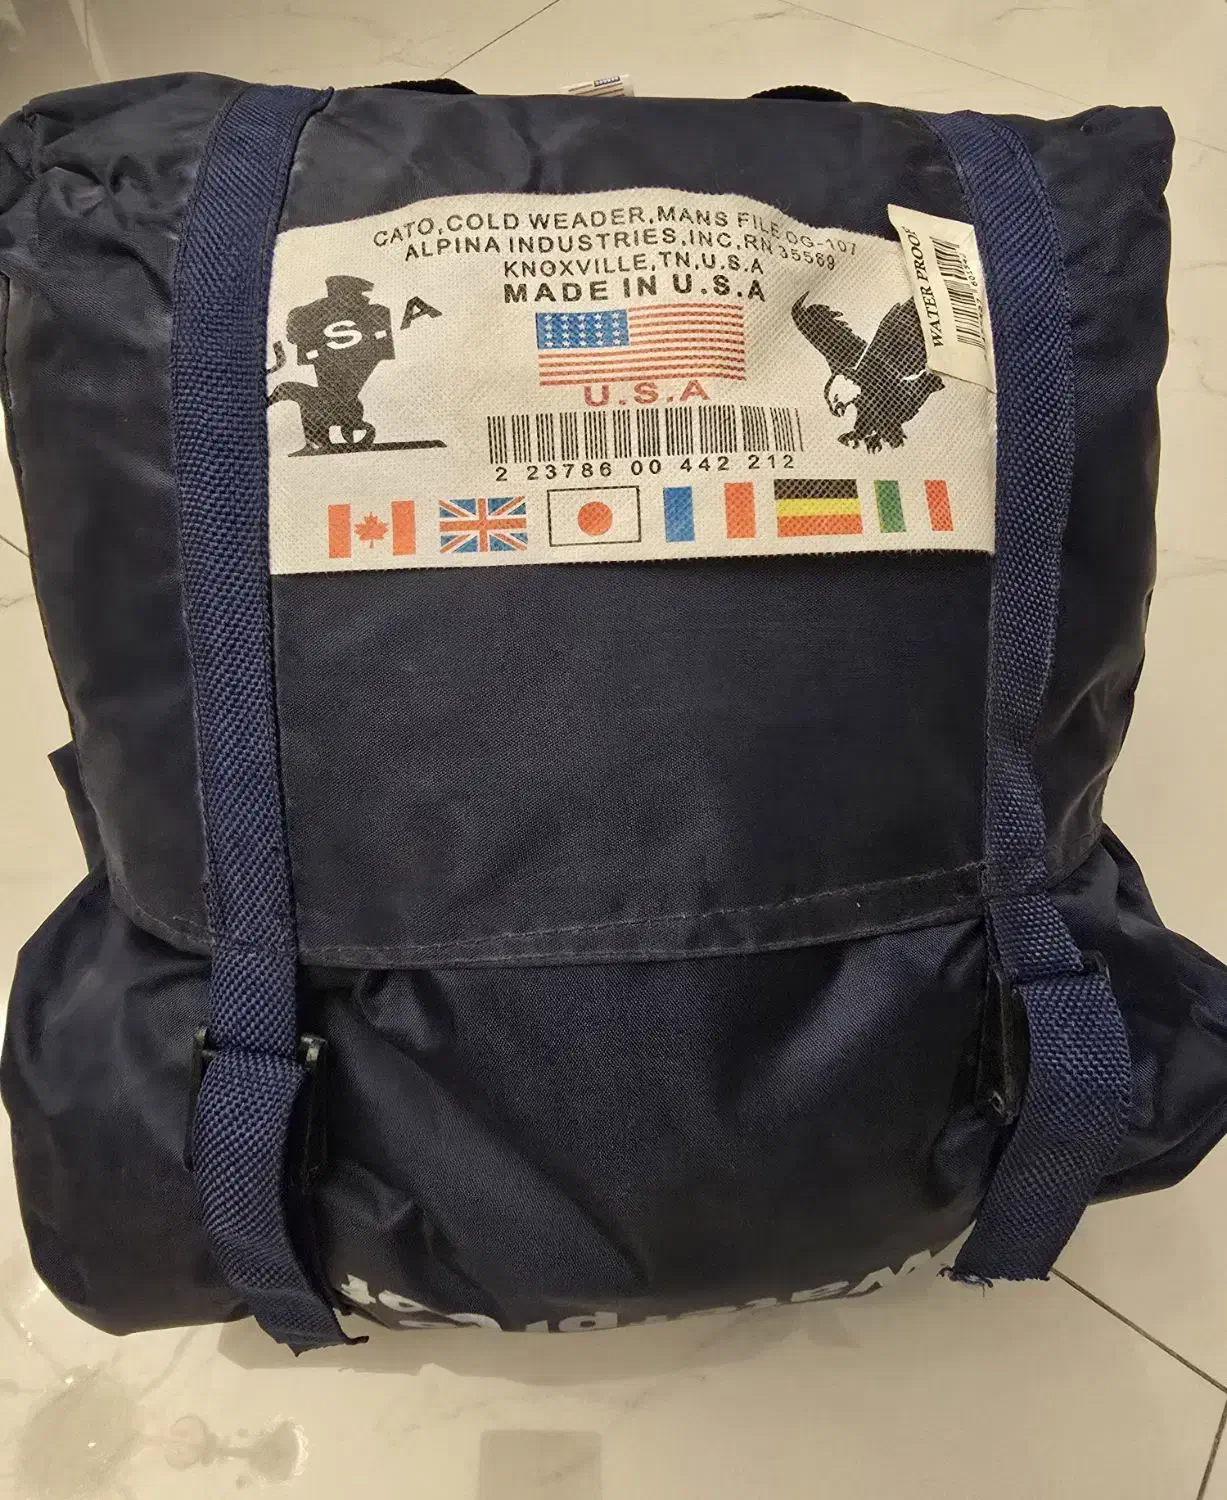 CATO,COLD WEADER,MANS FILE OG-107
ALPINA INDUSTRIES,INC,RN 35569
KNOXVILLE,TN,U.S.A
MADE IN U.S.A
U.S.A
U.S.A
2 23786 00 442 212
WATER PROOF